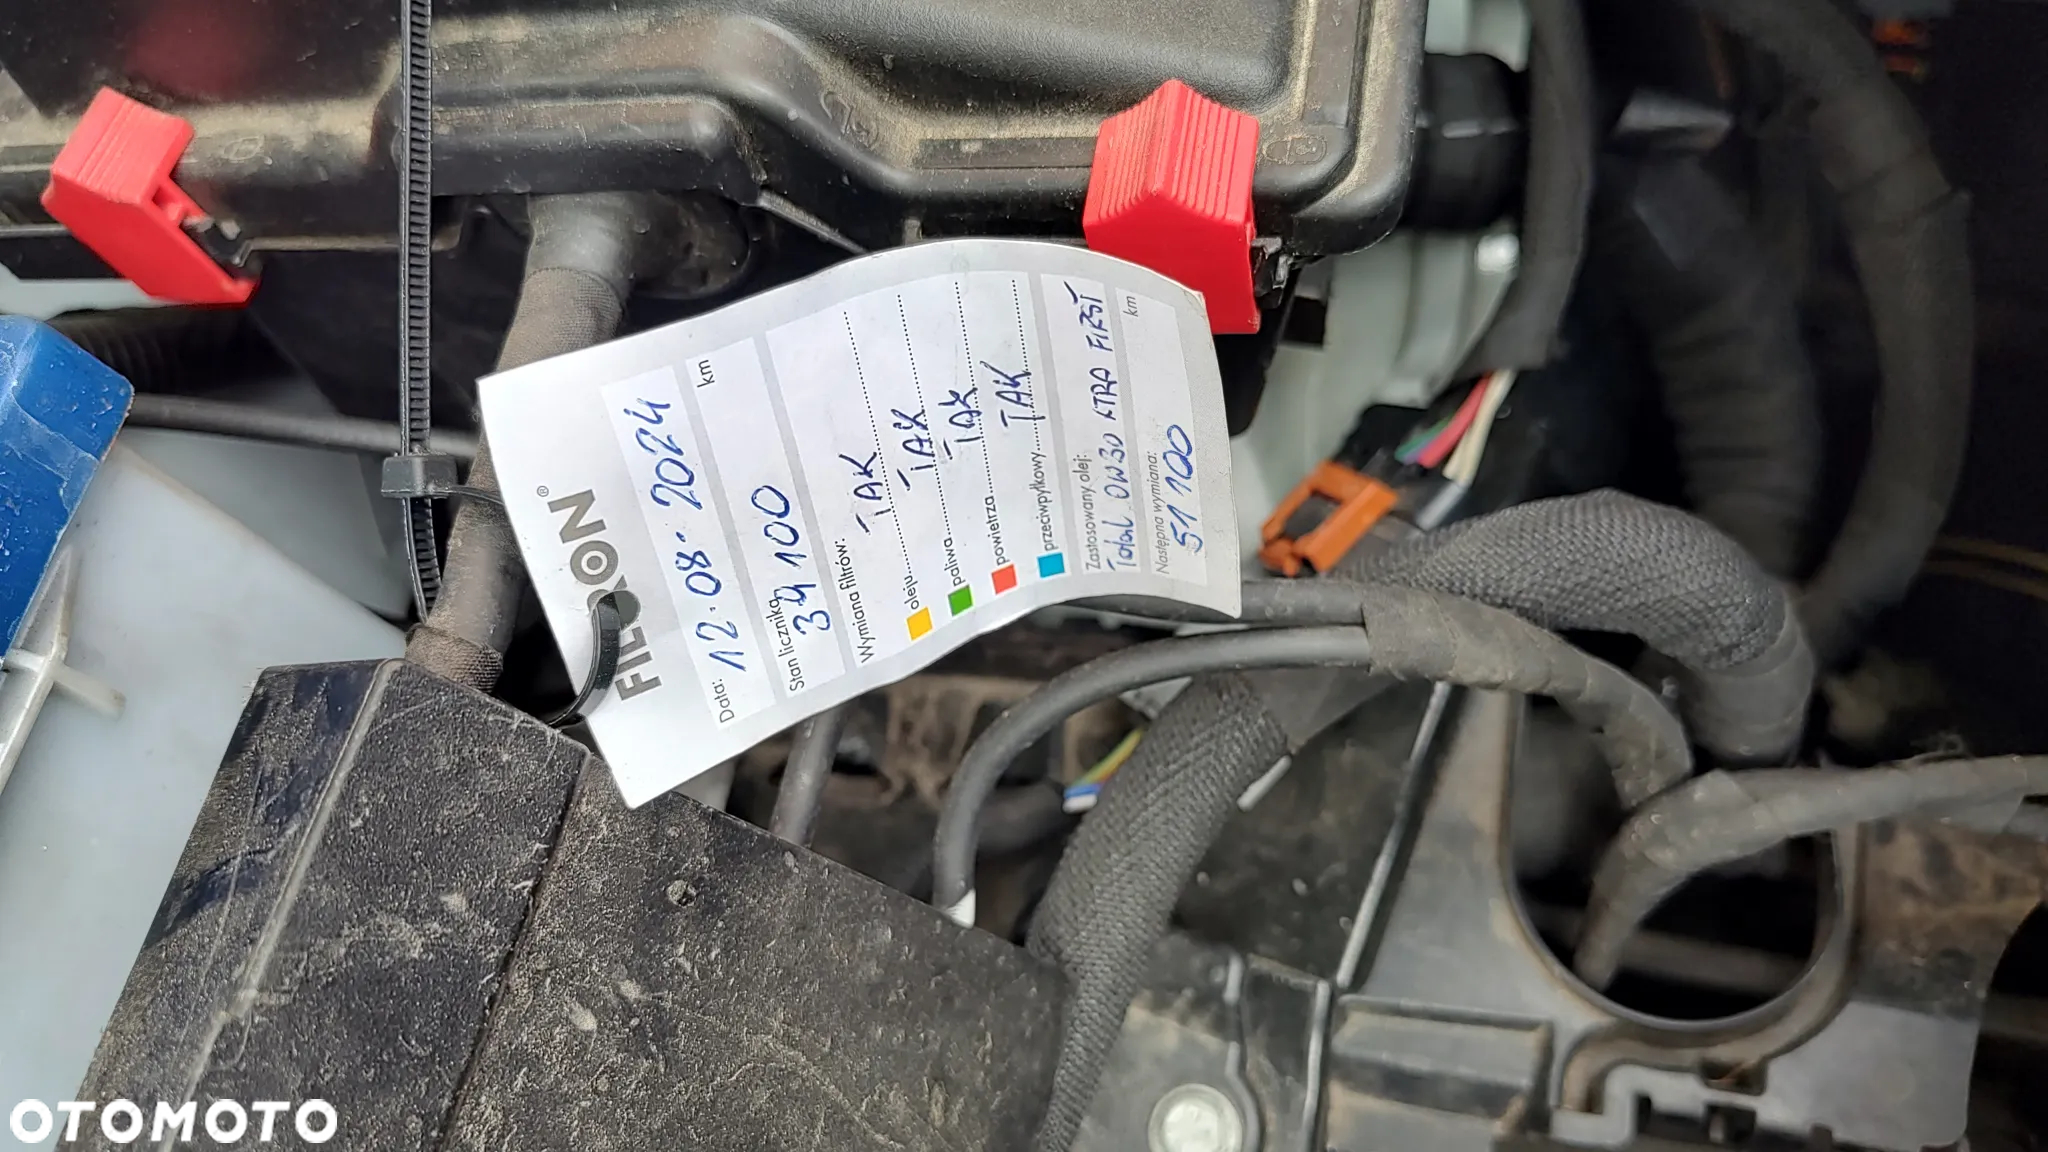 FILTRON®
Data: 12.08.2024
Stan licznika: km
34 100
Wymiana filtrów:
oleju TAK
paliwa TAK
powietrza TAK
przeciwpyłkowy TAK
Zastosowany olej:
Total 0W30 XTRA FIRST
Następna wymiana: km
51 100
OTOMOTO